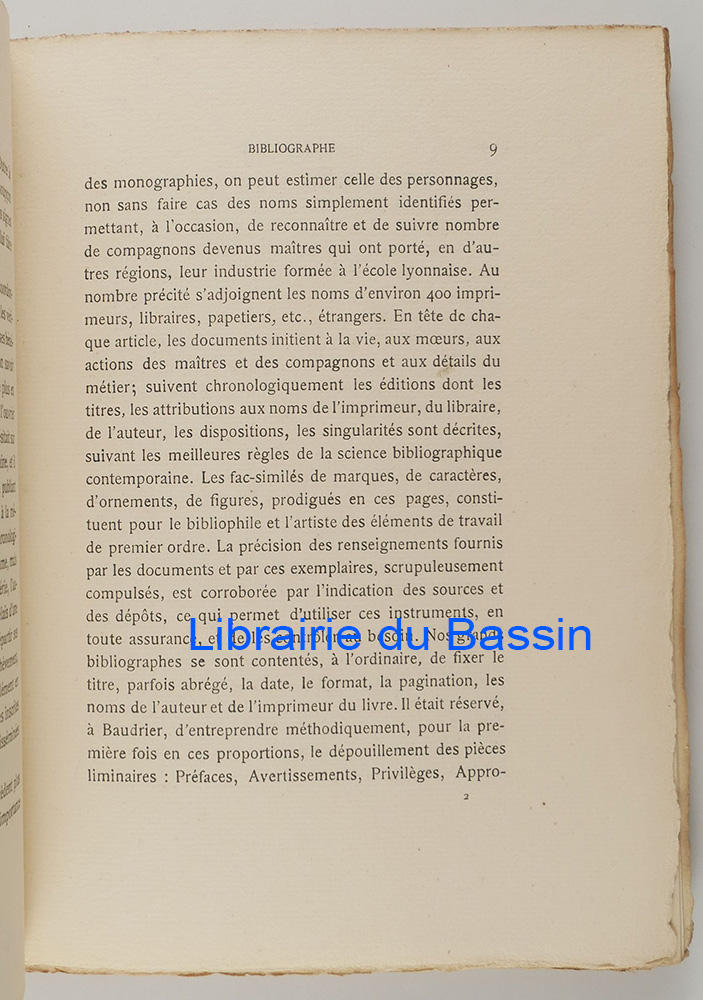 BIBLIOGRAPHE 9
des monographies, on peut estimer celle des personnages,
non sans faire cas des noms simplement identifiés per-
mettant, à l'occasion, de reconnaître et de suivre nombre
de compagnons devenus maîtres qui ont porté, en d'au-
tres régions, leur industrie formée à l'école lyonnaise. Au
nombre précité s'adjoignent les noms d'environ 400 impri-
meurs, libraires, papetiers, etc., étrangers. En tête de cha-
que article, les documents initient à la vie, aux mœurs, aux
actions des maîtres et des compagnons et aux détails du
métier; suivent chronologiquement les éditions dont les
titres, les attributions aux noms de l'imprimeur, du libraire,
de l'auteur, les dispositions, les singularités sont décrites,
suivant les meilleures règles de la science bibliographique
contemporaine. Les fac-similés de marques, de caractères,
d'ornements, de figures, prodigués en ces pages, consti-
tuent pour le bibliophile et l'artiste des éléments de travail
de premier ordre. La précision des renseignements fournis
par les documents et par ces exemplaires, scrupuleusement
compulsés, est corroborée par l'indication des sources et
des dépôts, ce qui permet d'utiliser ces instruments, en
toute assurance, et de les contrôler au besoin. Nos grands
Librairie du Bassin
bibliographes se sont contentés, à l'ordinaire, de fixer le
titre, parfois abrégé, la date, le format, la pagination, les
noms de l'auteur et de l'imprimeur du livre. Il était réservé,
à Baudrier, d'entreprendre méthodiquement, pour la pre-
mière fois en ces proportions, le dépouillement des pièces
liminaires : Préfaces, Avertissements, Privilèges, Appro-
2